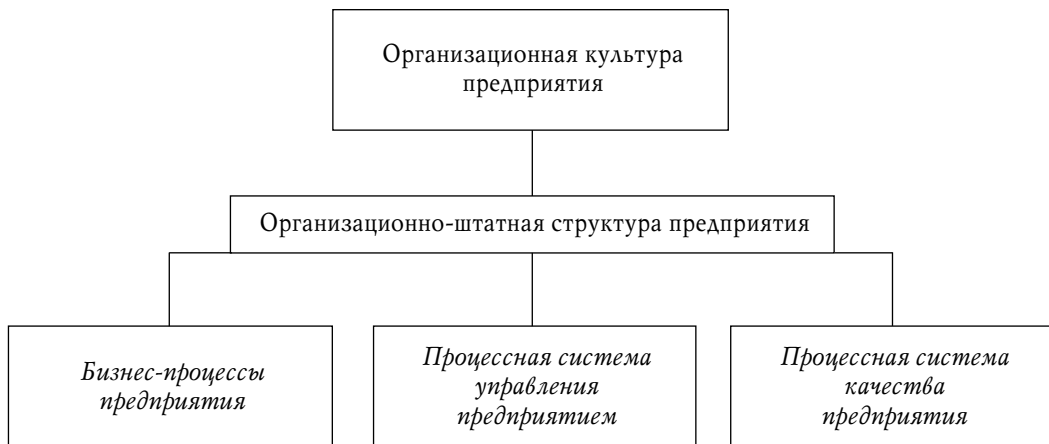 Организационная культура
предприятия
Организационно-штатная структура предприятия
Бизнес-процессы
предприятия
Процессная система
управления
предприятием
Процессная система
качества
предприятия